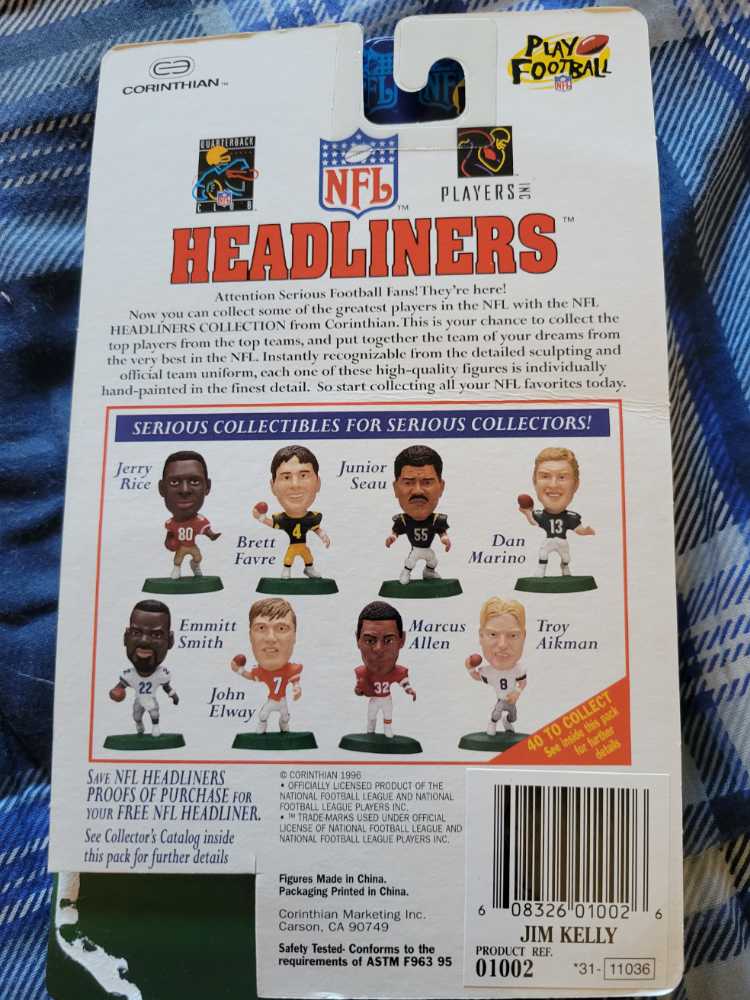 CORINTHIAN™
PLAY
FOOTBALL
NFL
QUARTERBACK
CLUB
NFL™
PLAYERS INC
HEADLINERS™
Attention Serious Football Fans! They're here!
Now you can collect some of the greatest players in the NFL with the NFL
HEADLINERS COLLECTION from Corinthian. This is your chance to collect the
top players from the top teams, and put together the team of your dreams from
the very best in the NFL. Instantly recognizable from the detailed sculpting and
official team uniform, each one of these high-quality figures is individually
hand-painted in the finest detail. So start collecting all your NFL favorites today.
SERIOUS COLLECTIBLES FOR SERIOUS COLLECTORS!
Jerry
Rice
80
Brett
Favre
4
Junior
Seau
55
Dan
Marino
13
Emmitt
Smith
22
John
Elway
7
Marcus
Allen
32
Troy
Aikman
8
40 TO COLLECT
See inside this pack
for further
details
SAVE NFL HEADLINERS
PROOFS OF PURCHASE FOR
YOUR FREE NFL HEADLINER.
See Collector's Catalog inside
this pack for further details
© CORINTHIAN 1996
• OFFICIALLY LICENSED PRODUCT OF THE
NATIONAL FOOTBALL LEAGUE AND NATIONAL
FOOTBALL LEAGUE PLAYERS INC.
• ™ TRADE-MARKS USED UNDER OFFICIAL
LICENSE OF NATIONAL FOOTBALL LEAGUE AND
NATIONAL FOOTBALL LEAGUE PLAYERS INC.
Figures Made in China.
Packaging Printed in China.
Corinthian Marketing Inc.
Carson, CA 90749
Safety Tested- Conforms to the
requirements of ASTM F963 95
6 08326 01002 6
JIM KELLY
PRODUCT REF.
01002
*31- 11036